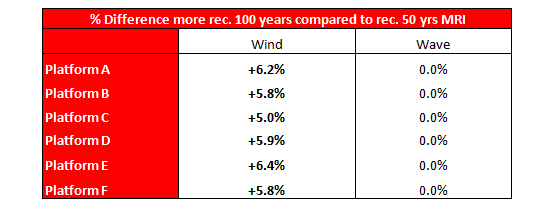 % Difference more rec. 100 years compared to rec. 50 yrs MRI
Wind Wave
Platform A +6.2% 0.0%
Platform B +5.8% 0.0%
Platform C +5.0% 0.0%
Platform D +5.9% 0.0%
Platform E +6.4% 0.0%
Platform F +5.8% 0.0%